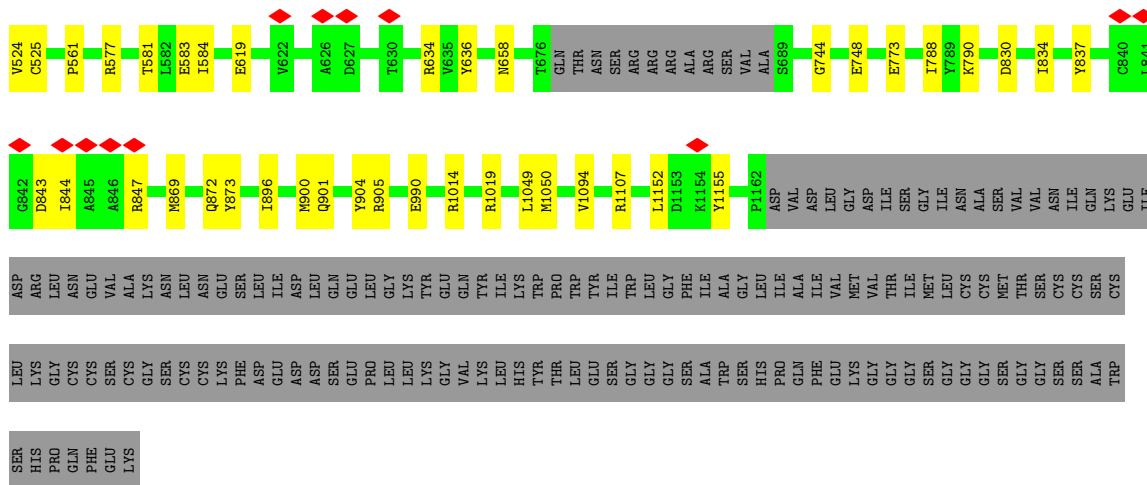 V524 C525 P561 R577 T581 L582 E583 I584 E619 V622 A626 D627 T630 R634 V635 Y636 N658 T676 GLN THR ASN SER ARG ARG ARG ALA ARG SER VAL ALA S689 G744 E748 E773 I788 Y789 K790 D830 I834 Y837 C840 L841
G842 D843 I844 A845 A846 R847 M869 Q872 Y873 I896 M900 Q901 Y904 R905 E990 R1014 R1019 L1049 M1050 V1094 R1107 L1152 D1153 K1154 Y1155 P1162 ASP VAL ASP LEU GLY ASP ILE SER GLY ILE ASN ALA SER VAL VAL ASN ILE GLN LYS GLU ILE
ASP ARG LEU ASN GLU VAL ALA LYS ASN LEU ASN GLU SER LEU ILE ASP LEU GLN GLU LEU GLY LYS TYR GLU GLN TYR ILE LYS TRP PRO TRP TYR ILE TRP LEU GLY PHE ILE ALA GLY LEU ILE ALA ILE VAL MET VAL THR ILE MET LEU CYS CYS MET THR SER CYS CYS SER CYS
LEU LYS GLY CYS CYS SER CYS GLY SER CYS CYS LYS PHE ASP GLU ASP ASP SER GLU PRO LEU LEU LYS GLY VAL LYS LEU HIS TYR THR LEU GLU SER GLY GLY GLY SER ALA TRP SER HIS PRO GLN PHE GLU LYS GLY GLY GLY SER GLY GLY GLY SER GLY GLY SER SER ALA TRP
SER HIS PRO GLN PHE GLU LYS